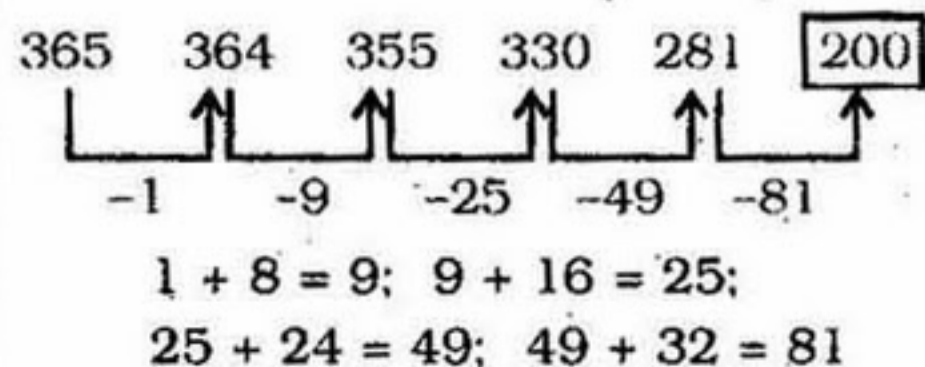 365 364 355 330 281 200
-1 -9 -25 -49 -81
1 + 8 = 9; 9 + 16 = 25;
25 + 24 = 49; 49 + 32 = 81